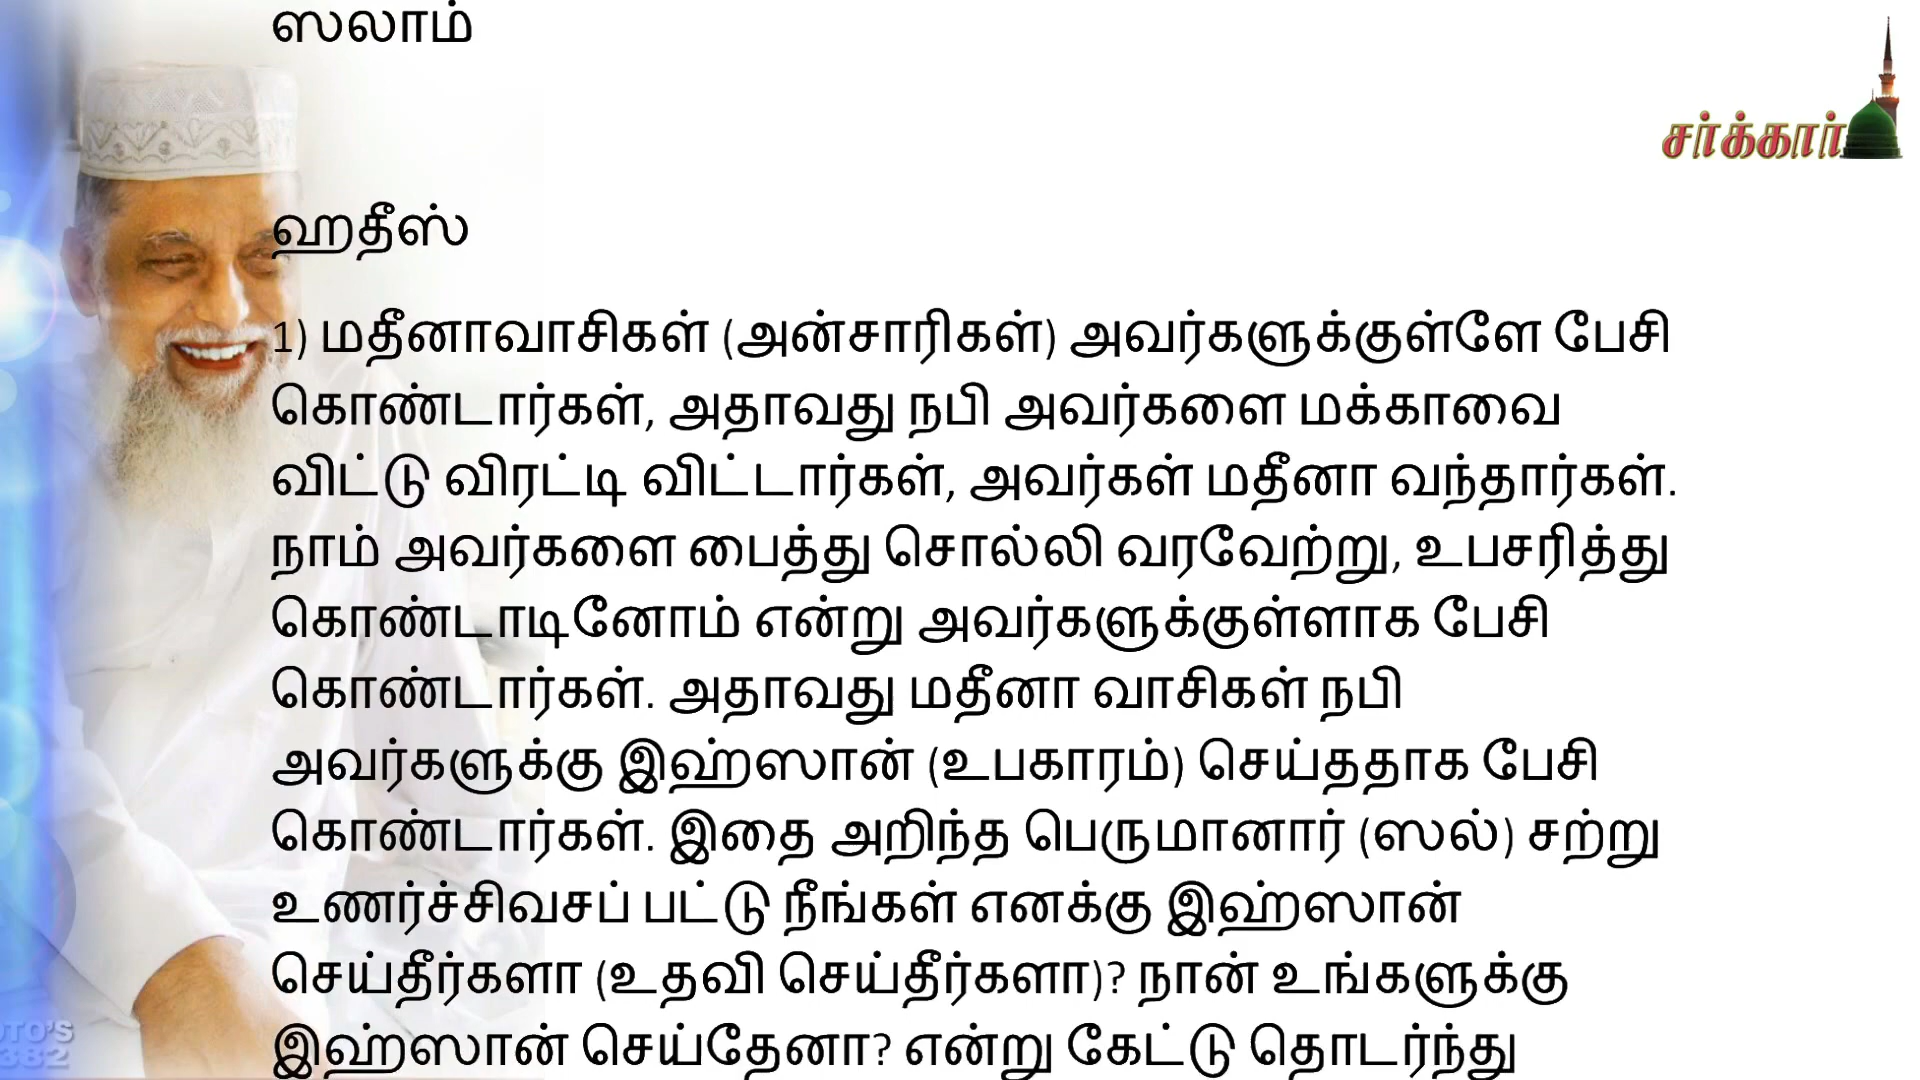 ஸலாம்
சர்க்கார்
ஹதீஸ்
1) மதீனாவாசிகள் (அன்சாரிகள்) அவர்களுக்குள்ளே பேசி
கொண்டார்கள், அதாவது நபி அவர்களை மக்காவை
விட்டு விரட்டி விட்டார்கள், அவர்கள் மதீனா வந்தார்கள்.
நாம் அவர்களை பைத்து சொல்லி வரவேற்று, உபசரித்து
கொண்டாடினோம் என்று அவர்களுக்குள்ளாக பேசி
கொண்டார்கள். அதாவது மதீனா வாசிகள் நபி
அவர்களுக்கு இஹ்ஸான் (உபகாரம்) செய்ததாக பேசி
கொண்டார்கள். இதை அறிந்த பெருமானார் (ஸல்) சற்று
உணர்ச்சிவசப் பட்டு நீங்கள் எனக்கு இஹ்ஸான்
செய்தீர்களா (உதவி செய்தீர்களா)? நான் உங்களுக்கு
இஹ்ஸான் செய்தேனா? என்று கேட்டு தொடர்ந்து
OTO'S
382